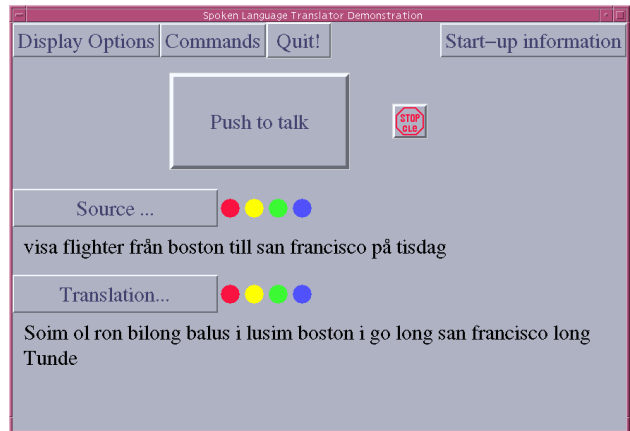 Spoken Language Translator Demonstration
Display Options Commands Quit! Start–up information
Push to talk
STOP
CLE
Source ...
visa flighter från boston till san francisco på tisdag
Translation...
Soim ol ron bilong balus i lusim boston i go long san francisco long
Tunde